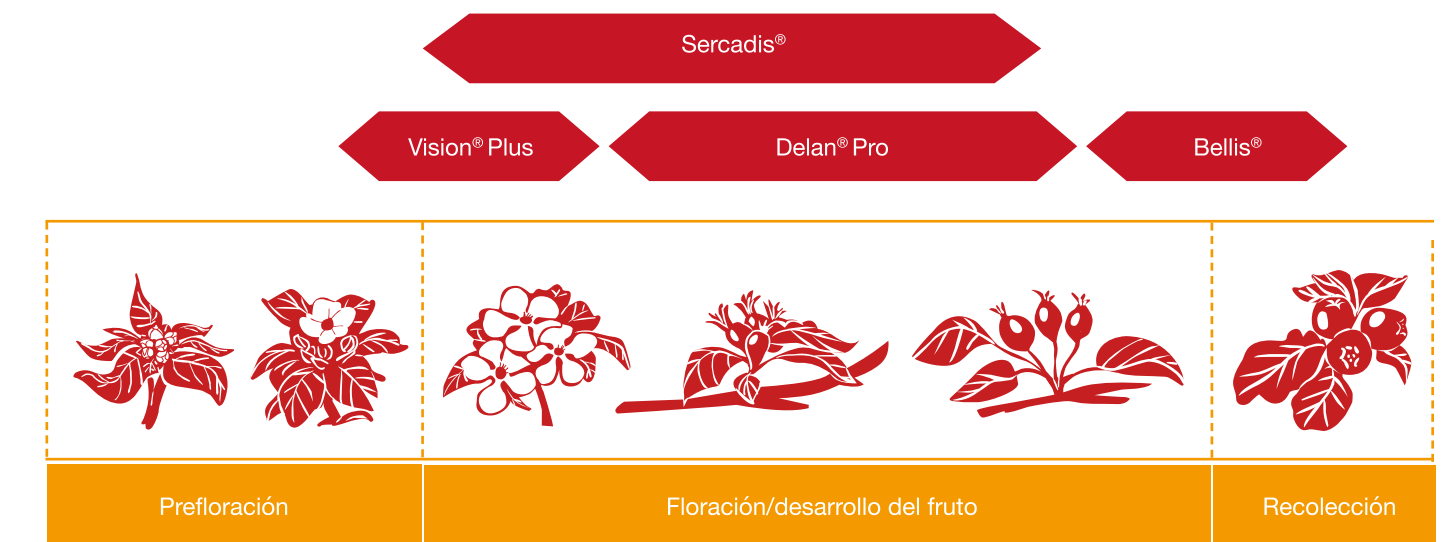 Sercadis®
Vision® Plus
Delan® Pro
Bellis®
Prefloración
Floración/desarrollo del fruto
Recolección